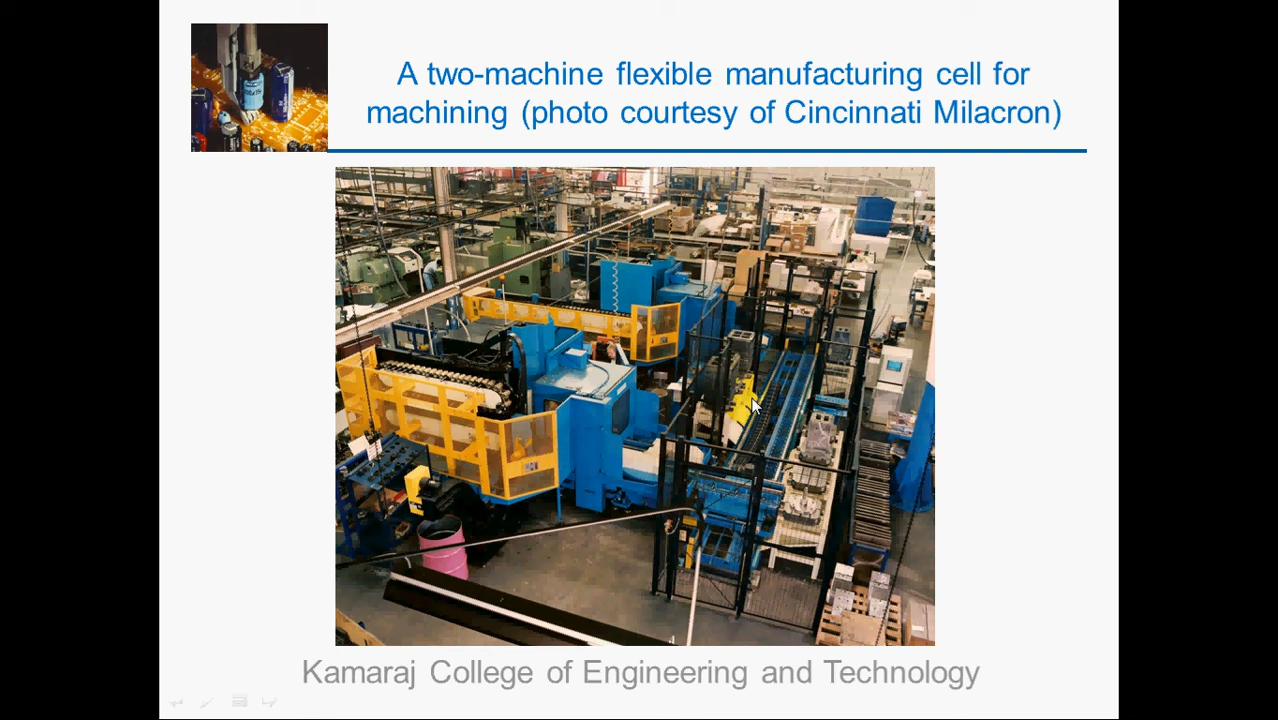 A two-machine flexible manufacturing cell for
machining (photo courtesy of Cincinnati Milacron)
Kamaraj College of Engineering and Technology